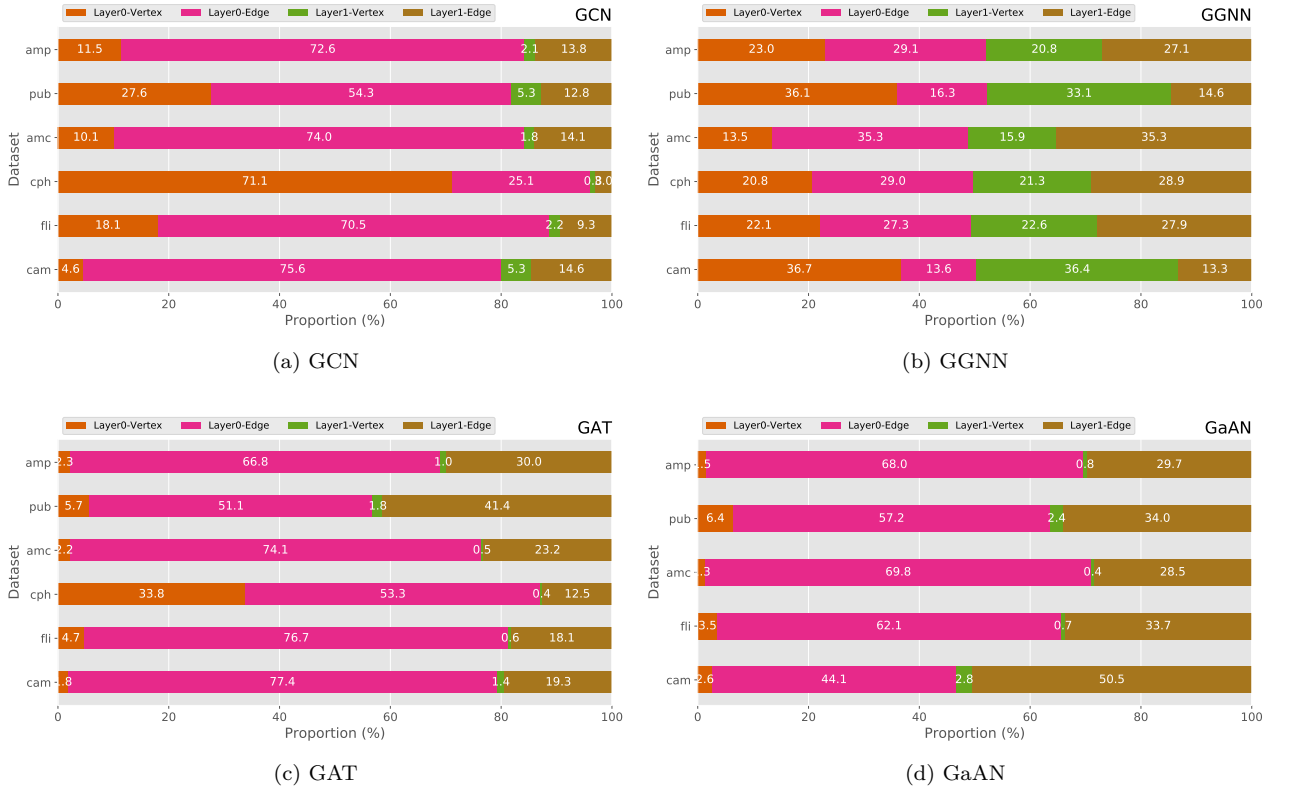 Layer0-Vertex Layer0-Edge Layer1-Vertex Layer1-Edge GCN
amp 11.5 72.6 2.1 13.8
pub 27.6 54.3 5.3 12.8
amc 10.1 74.0 1.8 14.1
cph 71.1 25.1
fli 18.1 70.5 2.2 9.3
cam 4.6 75.6 5.3 14.6
Dataset
0 20 40 60 80 100
Proportion (%)
(a) GCN
Layer0-Vertex Layer0-Edge Layer1-Vertex Layer1-Edge GGNN
amp 23.0 29.1 20.8 27.1
pub 36.1 16.3 33.1 14.6
amc 13.5 35.3 15.9 35.3
cph 20.8 29.0 21.3 28.9
fli 22.1 27.3 22.6 27.9
cam 36.7 13.6 36.4 13.3
Dataset
0 20 40 60 80 100
Proportion (%)
(b) GGNN
Layer0-Vertex Layer0-Edge Layer1-Vertex Layer1-Edge GAT
amp 2.3 66.8 1.0 30.0
pub 5.7 51.1 1.8 41.4
amc 2.2 74.1 0.5 23.2
cph 33.8 53.3 0.4 12.5
fli 4.7 76.7 0.6 18.1
cam .8 77.4 1.4 19.3
Dataset
0 20 40 60 80 100
Proportion (%)
(c) GAT
Layer0-Vertex Layer0-Edge Layer1-Vertex Layer1-Edge GaAN
amp .5 68.0 0.8 29.7
pub 6.4 57.2 2.4 34.0
amc .3 69.8 0.4 28.5
fli 3.5 62.1 0.7 33.7
cam 2.6 44.1 2.8 50.5
Dataset
0 20 40 60 80 100
Proportion (%)
(d) GaAN